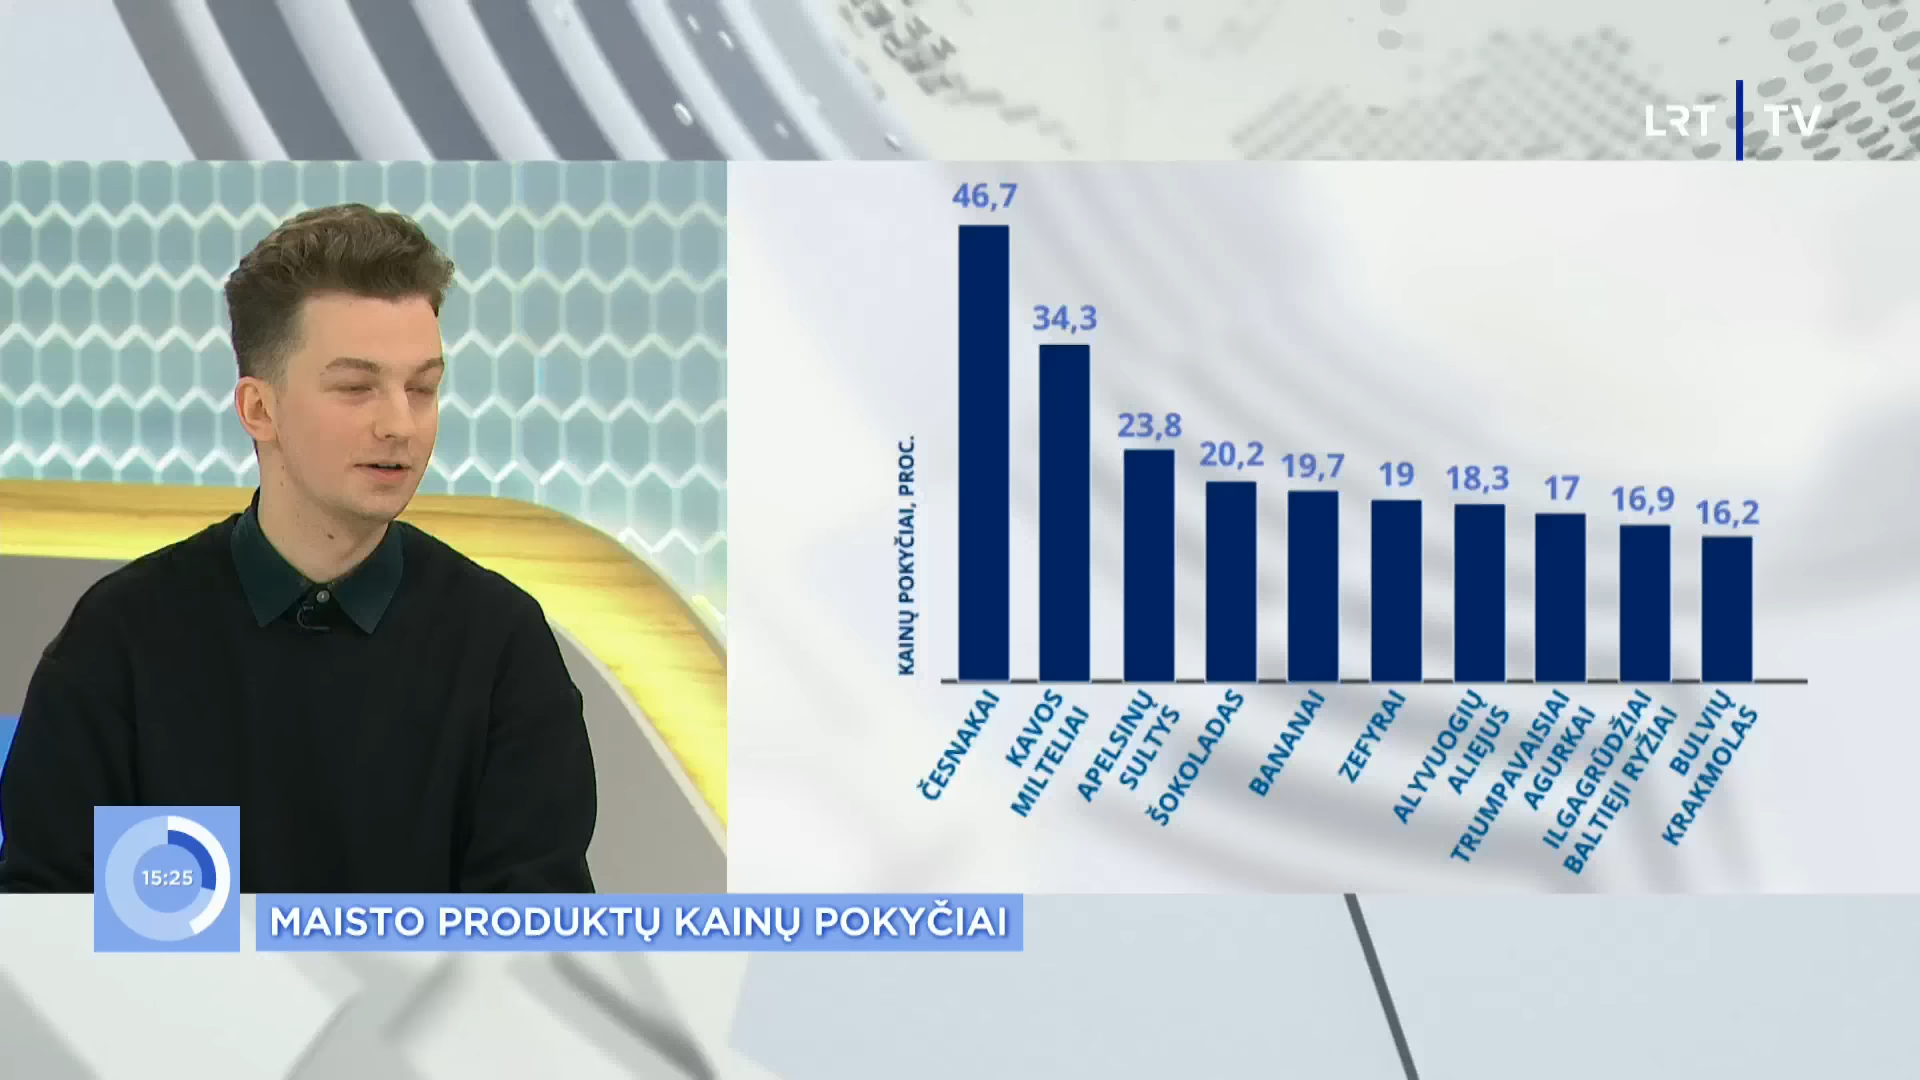 LRT TV
46,7
34,3
23,8
20,2
19,7
19
18,3
17
16,9
16,2
KAINŲ POKYČIAI, PROC.
ČESNAKAI
KAVOS
MILTELIAI
APELSINŲ
SULTYS
ŠOKOLADAS
BANANAI
ZEFYRAI
ALYVUOGIŲ
ALIEJUS
TRUMPAVAISIAI
AGURKAI
ILGAGRŪDŽIAI
BALTIEJI RYŽIAI
BULVIŲ
KRAKMOLAS
15:25
MAISTO PRODUKTŲ KAINŲ POKYČIAI